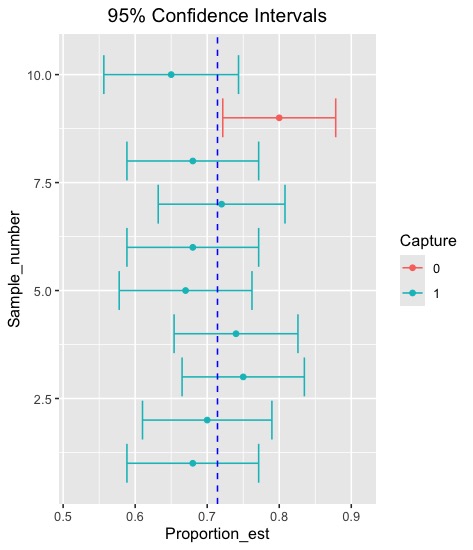 95% Confidence Intervals
Sample_number
10.0
7.5
5.0
2.5
0.5 0.6 0.7 0.8 0.9
Proportion_est
Capture
0
1